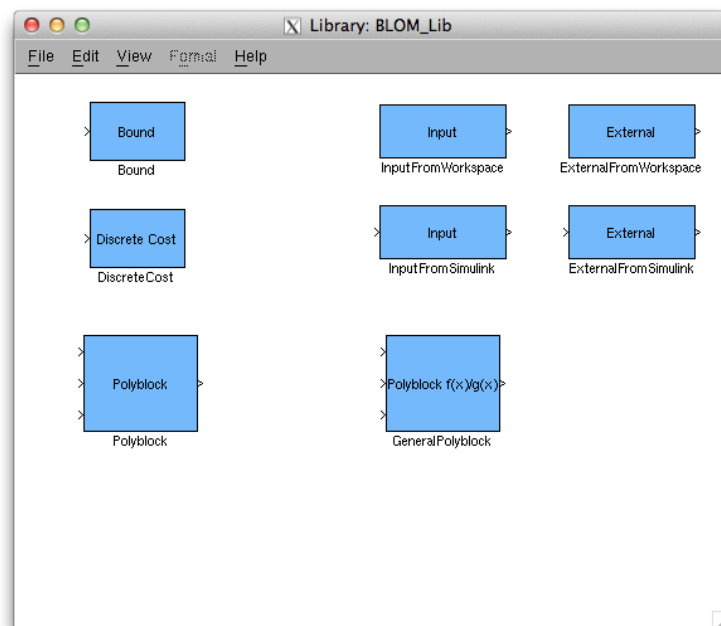 Library: BLOM_Lib
File Edit View Format Help
Bound
Bound
Input
InputFromWorkspace
External
ExternalFromWorkspace
Discrete Cost
DiscreteCost
Input
InputFromSimulink
External
ExternalFromSimulink
Polyblock
Polyblock
Polyblock f(x)/g(x)
GeneralPolyblock